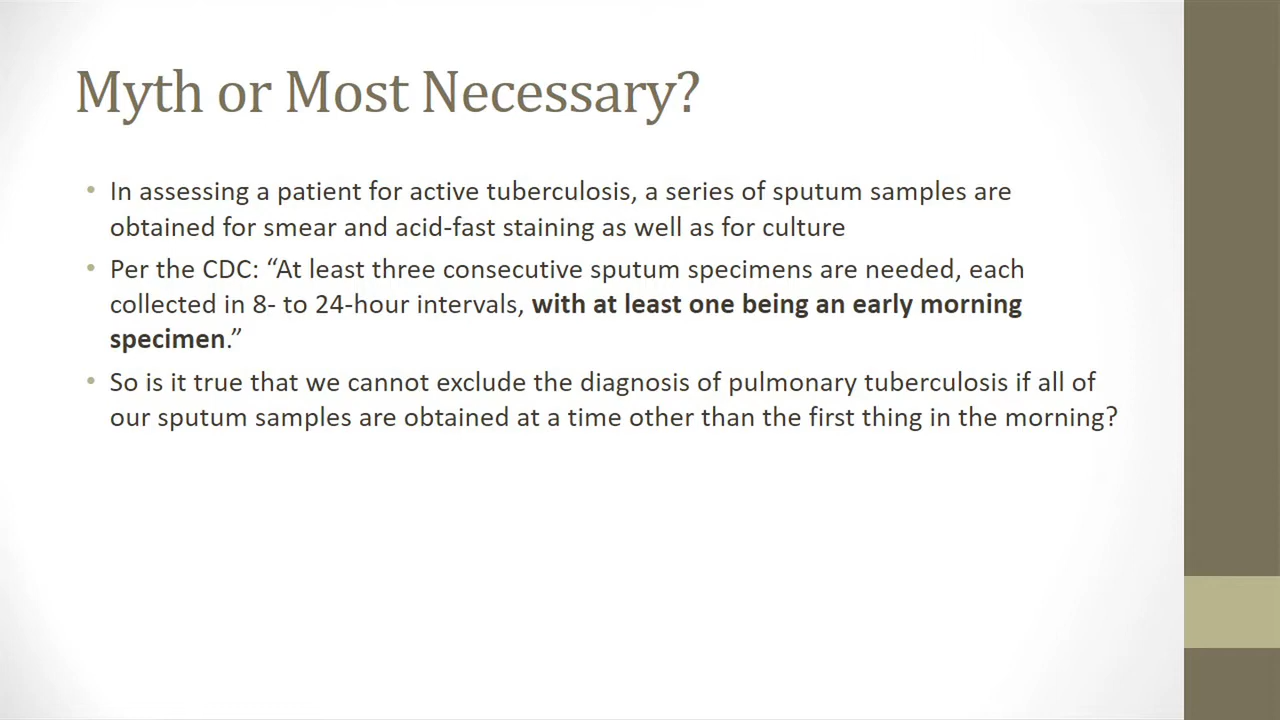 Myth or Most Necessary?
• In assessing a patient for active tuberculosis, a series of sputum samples are
obtained for smear and acid-fast staining as well as for culture
• Per the CDC: “At least three consecutive sputum specimens are needed, each
collected in 8- to 24-hour intervals, with at least one being an early morning
specimen.”
• So is it true that we cannot exclude the diagnosis of pulmonary tuberculosis if all of
our sputum samples are obtained at a time other than the first thing in the morning?